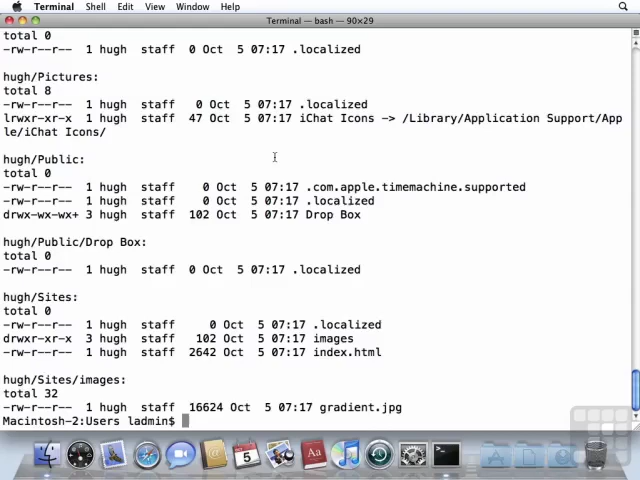 Terminal Shell Edit View Window Help
Terminal — bash — 90×29
total 0
-rw-r--r-- 1 hugh staff 0 Oct 5 07:17 .localized
hugh/Pictures:
total 8
-rw-r--r-- 1 hugh staff 0 Oct 5 07:17 .localized
lrwxr-xr-x 1 hugh staff 47 Oct 5 07:17 iChat Icons -> /Library/Application Support/App
le/iChat Icons/
hugh/Public:
total 0
-rw-r--r-- 1 hugh staff 0 Oct 5 07:17 .com.apple.timemachine.supported
-rw-r--r-- 1 hugh staff 0 Oct 5 07:17 .localized
drwx-wx-wx+ 3 hugh staff 102 Oct 5 07:17 Drop Box
hugh/Public/Drop Box:
total 0
-rw-r--r-- 1 hugh staff 0 Oct 5 07:17 .localized
hugh/Sites:
total 0
-rw-r--r-- 1 hugh staff 0 Oct 5 07:17 .localized
drwxr-xr-x 3 hugh staff 102 Oct 5 07:17 images
-rw-r--r-- 1 hugh staff 2642 Oct 5 07:17 index.html
hugh/Sites/images:
total 32
-rw-r--r-- 1 hugh staff 16624 Oct 5 07:17 gradient.jpg
Macintosh-2:Users ladmin$
5
Aa